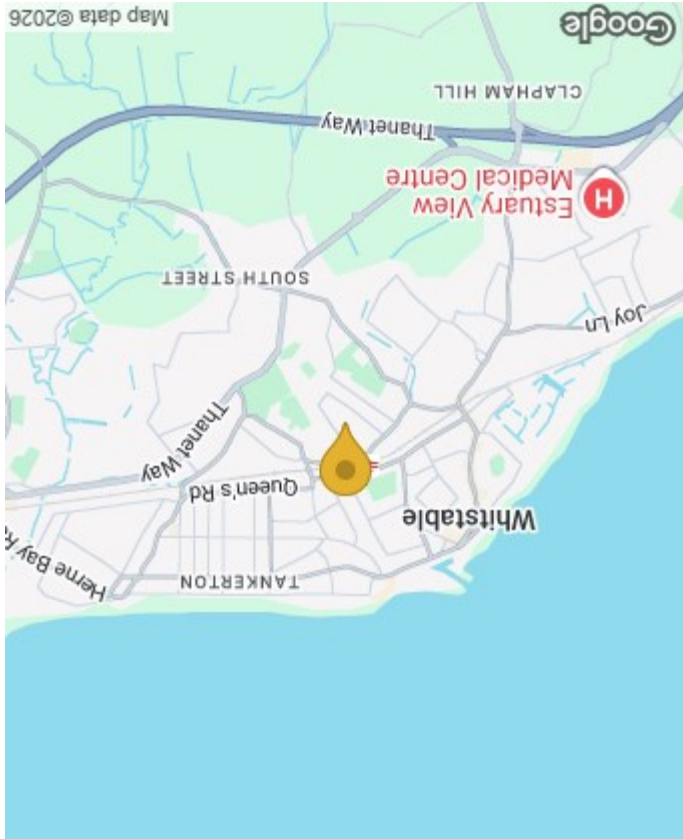 TANKERTON
Herne Bay R
Whitstable
Queen's Rd
Thanet Way
Joy Ln
SOUTH STREET
Estuary View
Medical Centre
Thanet Way
CLAPHAM HILL
Google
Map data ©2026